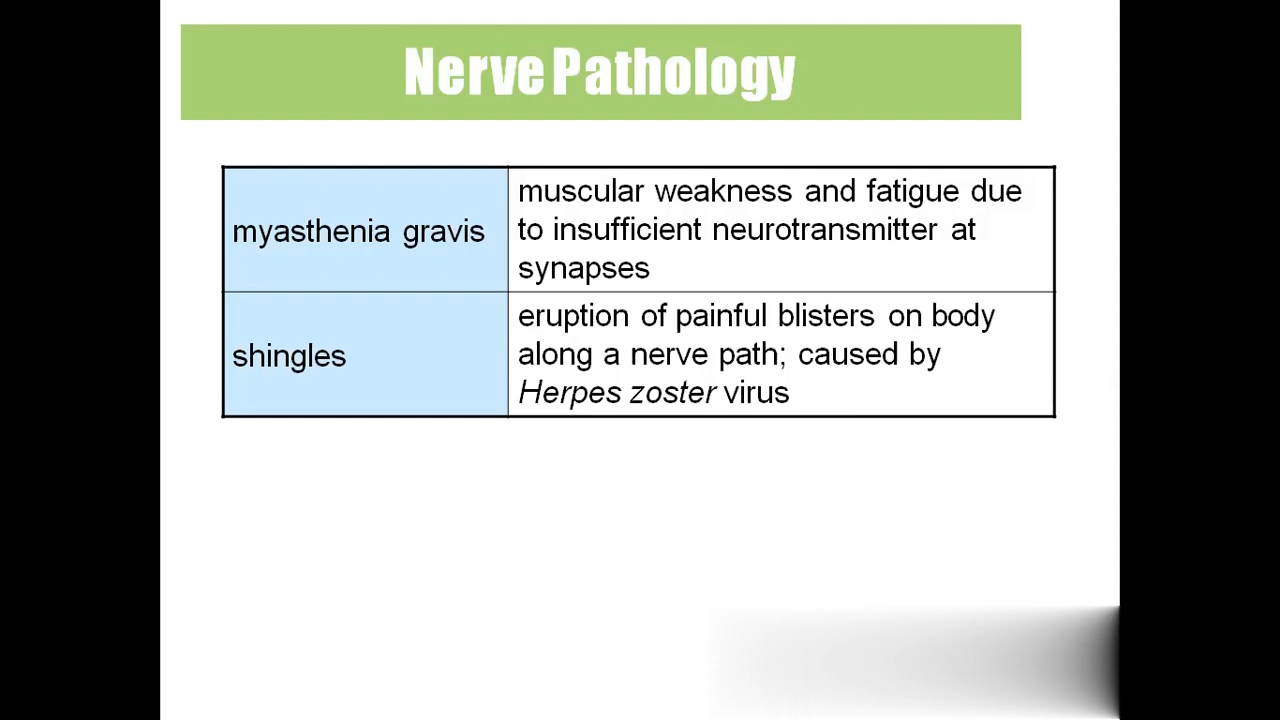 Nerve Pathology
myasthenia gravis
muscular weakness and fatigue due
to insufficient neurotransmitter at
synapses
shingles
eruption of painful blisters on body
along a nerve path; caused by
Herpes zoster virus